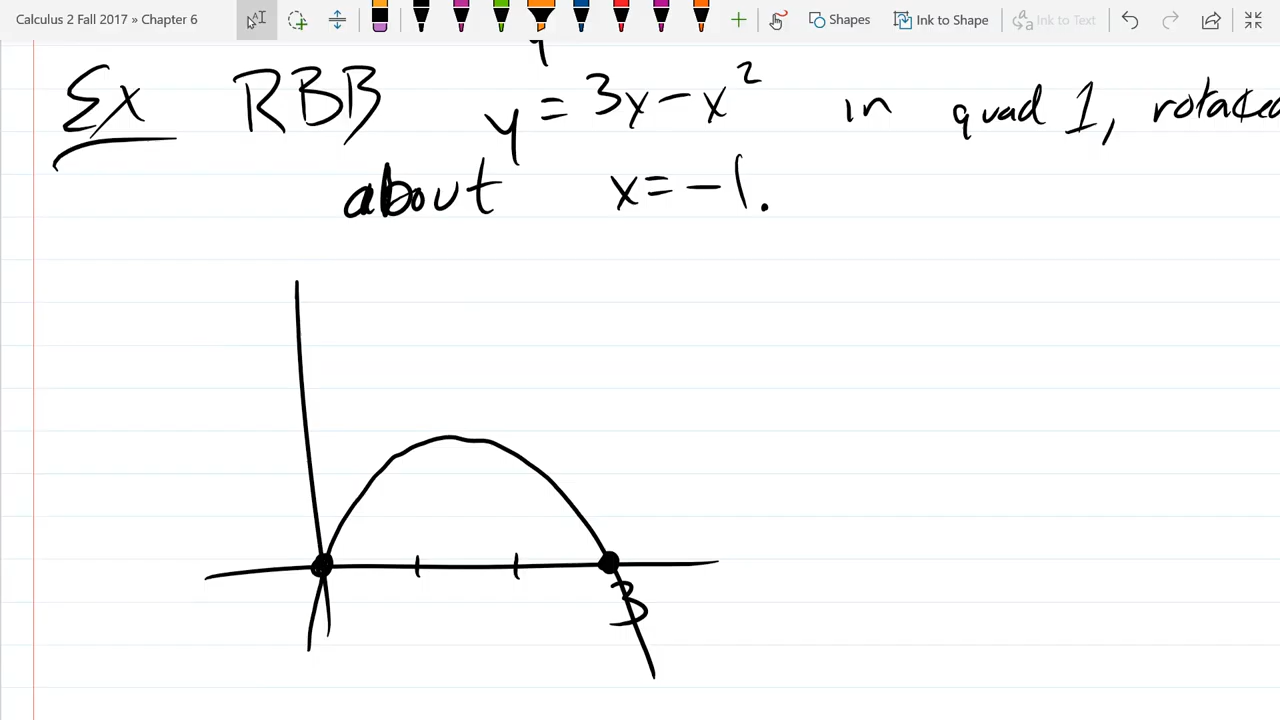 Calculus 2 Fall 2017 » Chapter 6
Shapes
Ink to Shape
Ink to Text
Ex RBB y = 3x - x² in quad 1, rotated
about x = -1.
3